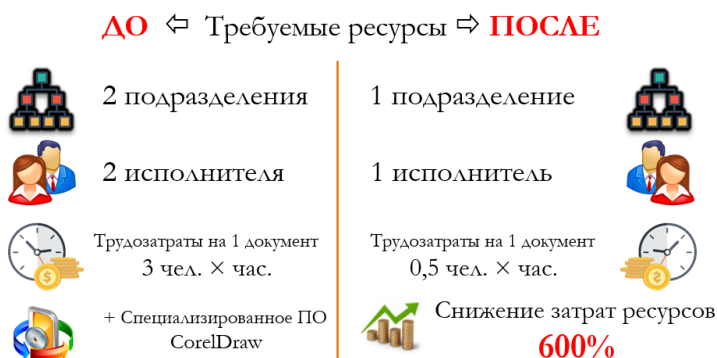 ДО ⇦ Требуемые ресурсы ⇨ ПОСЛЕ
2 подразделения
1 подразделение
2 исполнителя
1 исполнитель
Трудозатраты на 1 документ
3 чел. × час.
Трудозатраты на 1 документ
0,5 чел. × час.
+ Специализированное ПО
CorelDraw
Снижение затрат ресурсов
600%